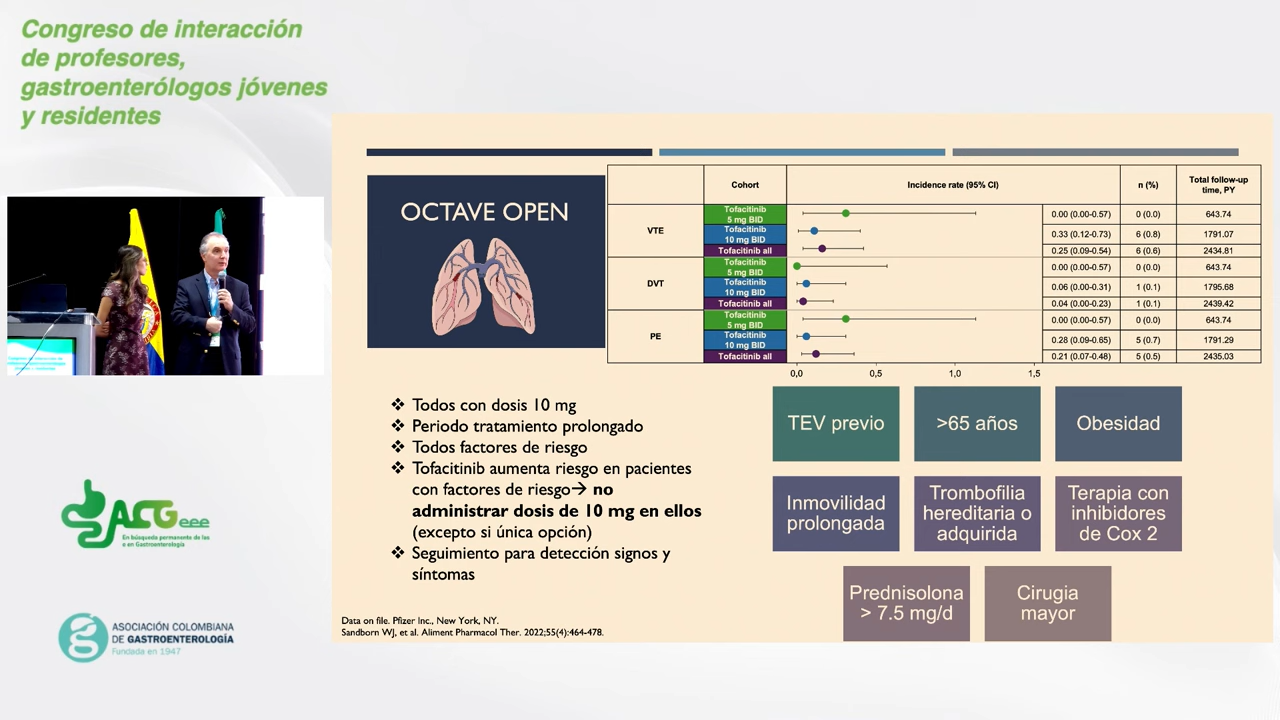 Congreso de interacción
de profesores,
gastroenterólogos jóvenes
y residentes
OCTAVE OPEN
Cohort
Incidence rate (95% CI)
n (%)
Total follow-up
time, PY
VTE
Tofacitinib
5 mg BID
0.00 (0.00-0.57)
0 (0.0)
643.74
Tofacitinib
10 mg BID
0.33 (0.12-0.73)
6 (0.8)
1791.07
Tofacitinib all
0.25 (0.09-0.54)
6 (0.6)
2434.81
DVT
Tofacitinib
5 mg BID
0.00 (0.00-0.57)
0 (0.0)
643.74
Tofacitinib
10 mg BID
0.06 (0.00-0.31)
1 (0.1)
1795.68
Tofacitinib all
0.04 (0.00-0.23)
1 (0.1)
2439.42
PE
Tofacitinib
5 mg BID
0.00 (0.00-0.57)
0 (0.0)
643.74
Tofacitinib
10 mg BID
0.28 (0.09-0.65)
5 (0.7)
1791.29
Tofacitinib all
0.21 (0.07-0.48)
5 (0.5)
2435.03
0,0
0,5
1,0
1,5
❖ Todos con dosis 10 mg
❖ Periodo tratamiento prolongado
❖ Todos factores de riesgo
❖ Tofacitinib aumenta riesgo en pacientes
con factores de riesgo→ no
administrar dosis de 10 mg en ellos
(excepto si única opción)
❖ Seguimiento para detección signos y
síntomas
TEV previo
>65 años
Obesidad
Inmovilidad
prolongada
Trombofilia
hereditaria o
adquirida
Terapia con
inhibidores
de Cox 2
Prednisolona
> 7.5 mg/d
Cirugia
mayor
Data on file. Pfizer Inc., New York, NY.
Sandborn WJ, et al. Aliment Pharmacol Ther. 2022;55(4):464-478.
ACGeee
En búsqueda permanente de las
e en Gastroenterología
ASOCIACIÓN COLOMBIANA
DE GASTROENTEROLOGÍA
Fundada en 1947